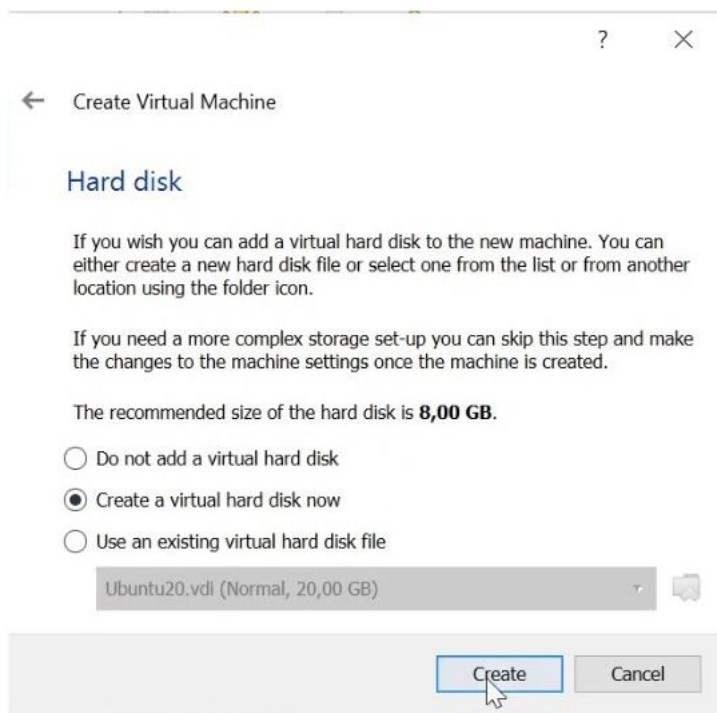 ?
Create Virtual Machine
Hard disk
If you wish you can add a virtual hard disk to the new machine. You can
either create a new hard disk file or select one from the list or from another
location using the folder icon.
If you need a more complex storage set-up you can skip this step and make
the changes to the machine settings once the machine is created.
The recommended size of the hard disk is 8,00 GB.
Do not add a virtual hard disk
Create a virtual hard disk now
Use an existing virtual hard disk file
Ubuntu20.vdi (Normal, 20,00 GB)
Create Cancel